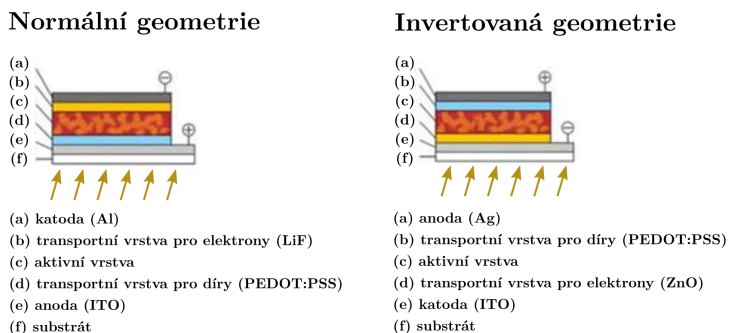 Normální geometrie
(a)
(b)
(c)
(d)
(e)
(f)
(a) katoda (Al)
(b) transportní vrstva pro elektrony (LiF)
(c) aktivní vrstva
(d) transportní vrstva pro díry (PEDOT:PSS)
(e) anoda (ITO)
(f) substrát
Invertovaná geometrie
(a)
(b)
(c)
(d)
(e)
(f)
(a) anoda (Ag)
(b) transportní vrstva pro díry (PEDOT:PSS)
(c) aktivní vrstva
(d) transportní vrstva pro elektrony (ZnO)
(e) katoda (ITO)
(f) substrát